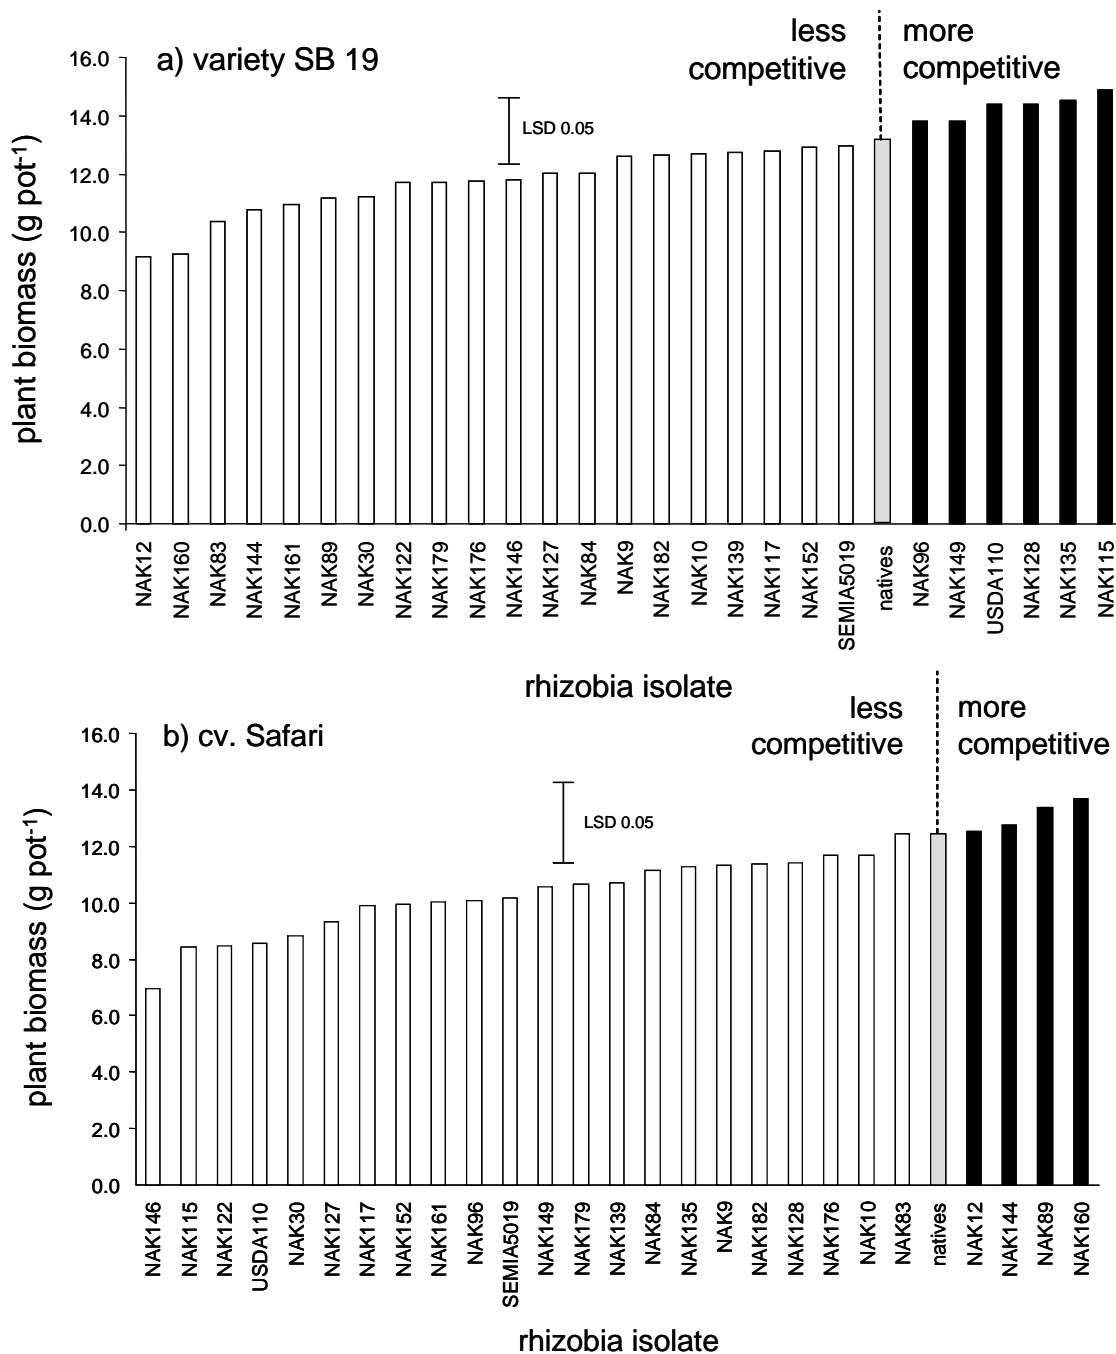 a) variety SB 19
less
competitive
more
competitive
LSD 0.05
plant biomass (g pot-1)
16.0
14.0
12.0
10.0
8.0
6.0
4.0
2.0
0.0
NAK12
NAK160
NAK83
NAK144
NAK161
NAK89
NAK30
NAK122
NAK179
NAK176
NAK146
NAK127
NAK84
NAK9
NAK182
NAK10
NAK139
NAK117
NAK152
SEMIA5019
natives
NAK96
NAK149
USDA110
NAK128
NAK135
NAK115
rhizobia isolate
b) cv. Safari
less
competitive
more
competitive
LSD 0.05
plant biomass (g pot-1)
16.0
14.0
12.0
10.0
8.0
6.0
4.0
2.0
0.0
NAK146
NAK115
NAK122
USDA110
NAK30
NAK127
NAK117
NAK152
NAK161
NAK96
SEMIA5019
NAK149
NAK179
NAK139
NAK84
NAK135
NAK9
NAK182
NAK128
NAK176
NAK10
NAK83
natives
NAK12
NAK144
NAK89
NAK160
rhizobia isolate